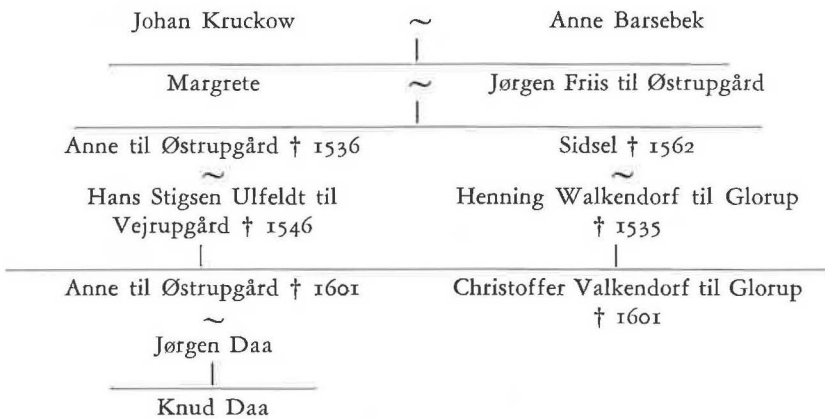 Johan Kruckow ~ Anne Barsebek
Margrete ~ Jørgen Friis til Østrupgård
Anne til Østrupgård † 1536 Sidsel † 1562
~ ~
Hans Stigsen Ulfeldt til Henning Walkendorf til Glorup
Vejrupgård † 1546 † 1535
Anne til Østrupgård † 1601 Christoffer Valkendorf til Glorup
~ † 1601
Jørgen Daa
Knud Daa